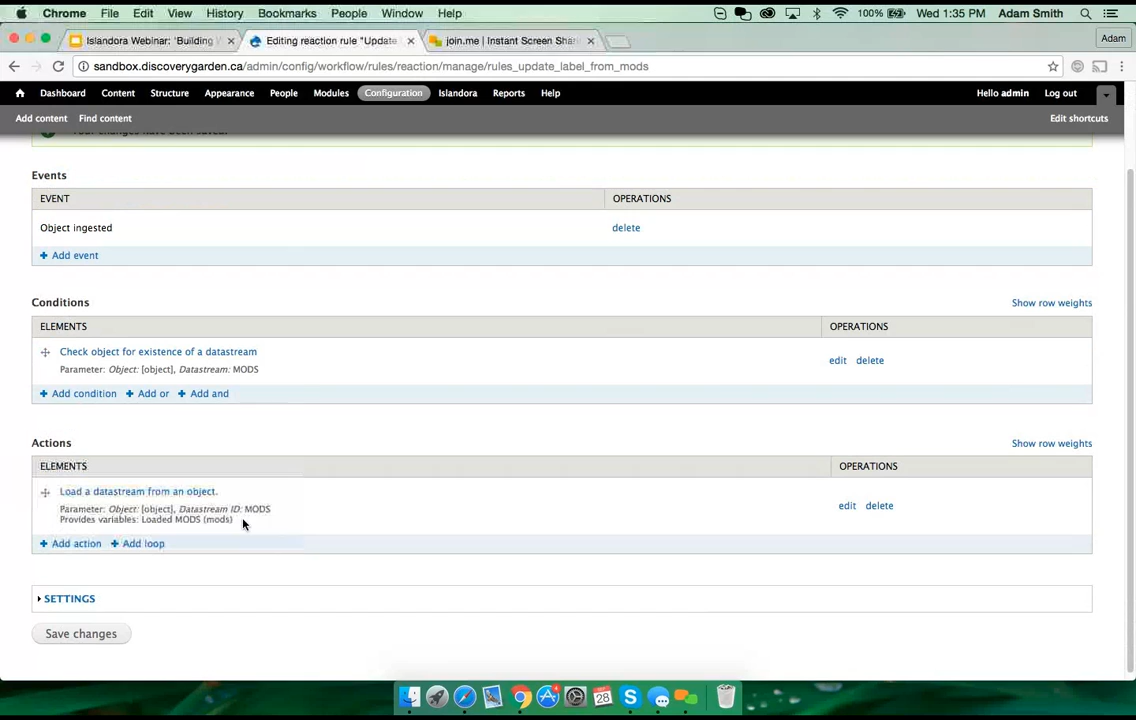 Chrome File Edit View History Bookmarks People Window Help 100% Wed 1:35 PM Adam Smith
Islandora Webinar: 'Building W Editing reaction rule "Update join.me | Instant Screen Sha Adam
sandbox.discoverygarden.ca/admin/config/workflow/rules/reaction/manage/rules_update_label_from_mods
Dashboard Content Structure Appearance People Modules Configuration Islandora Reports Help Hello admin Log out
Add content Find content Edit shortcuts
Your changes have been saved.
Events
EVENT OPERATIONS
Object ingested delete
+ Add event
Conditions Show row weights
ELEMENTS OPERATIONS
Check object for existence of a datastream
edit delete
Parameter: Object: [object], Datastream: MODS
+ Add condition + Add or + Add and
Actions Show row weights
ELEMENTS OPERATIONS
Load a datastream from an object.
edit delete
Parameter: Object: [object], Datastream ID: MODS
Provides variables: Loaded MODS (mods)
+ Add action + Add loop
SETTINGS
Save changes
28